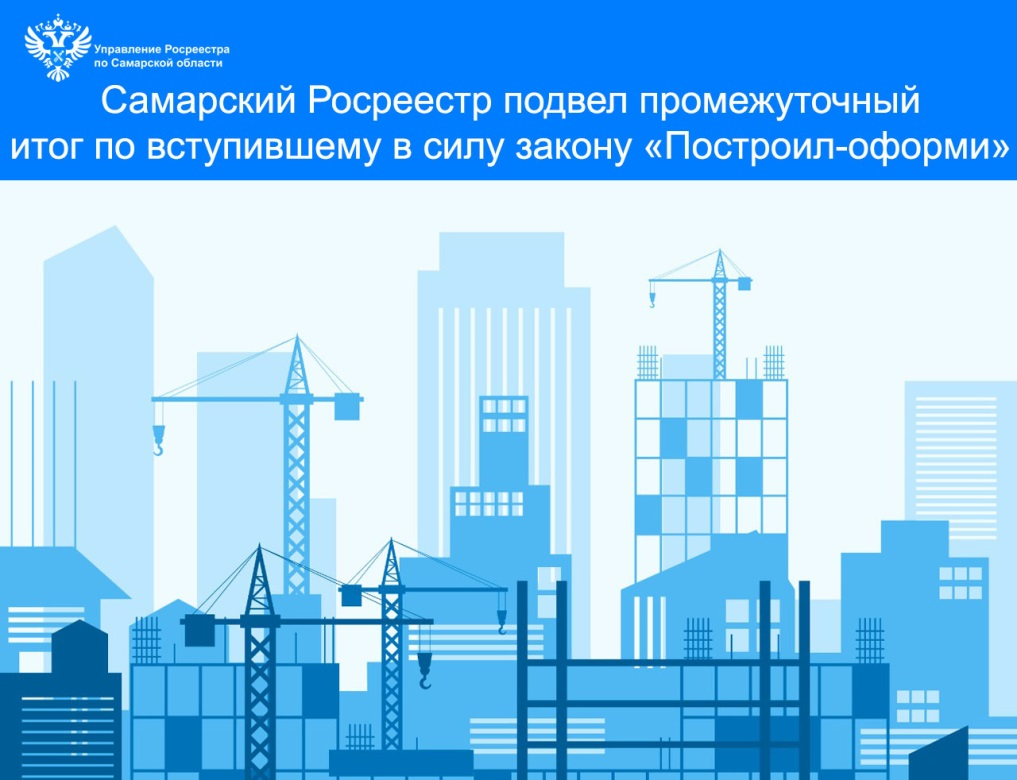 Управление Росреестра
по Самарской области
Самарский Росреестр подвел промежуточный
итог по вступившему в силу закону «Построил-оформи»